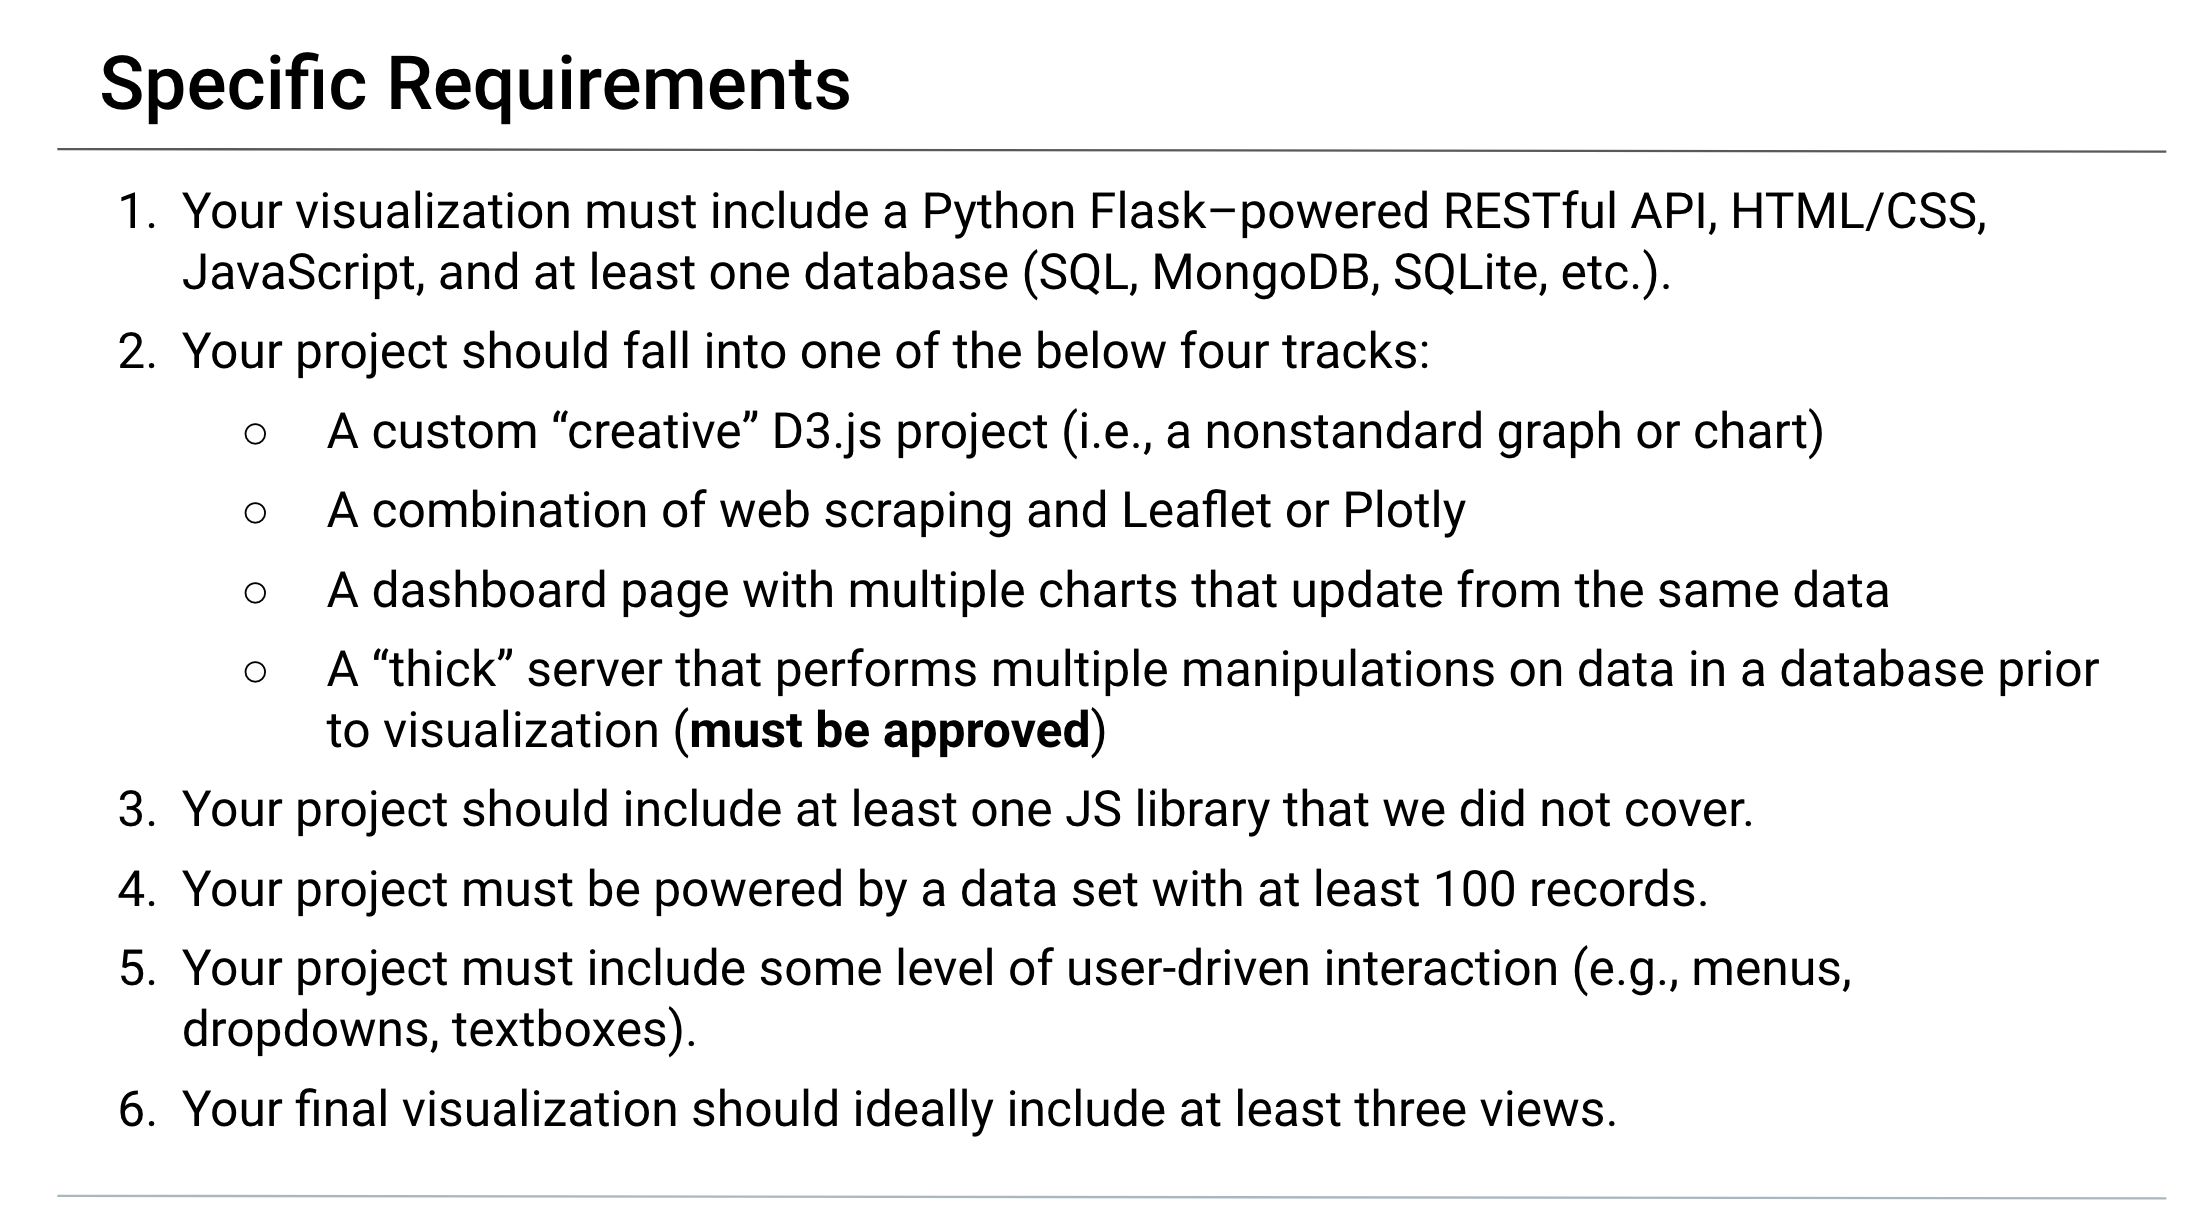 Specific Requirements
1. Your visualization must include a Python Flask–powered RESTful API, HTML/CSS,
JavaScript, and at least one database (SQL, MongoDB, SQLite, etc.).
2. Your project should fall into one of the below four tracks:
○ A custom “creative” D3.js project (i.e., a nonstandard graph or chart)
○ A combination of web scraping and Leaflet or Plotly
○ A dashboard page with multiple charts that update from the same data
○ A “thick” server that performs multiple manipulations on data in a database prior
to visualization (must be approved)
3. Your project should include at least one JS library that we did not cover.
4. Your project must be powered by a data set with at least 100 records.
5. Your project must include some level of user-driven interaction (e.g., menus,
dropdowns, textboxes).
6. Your final visualization should ideally include at least three views.